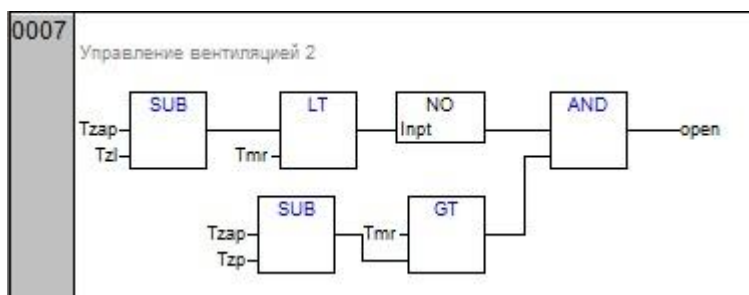 0007
Управление вентиляцией 2
SUB
LT
NO
AND
Tzap
Inpt
open
Tzl
Tmr
SUB
GT
Tzap
Tmr
Tzp